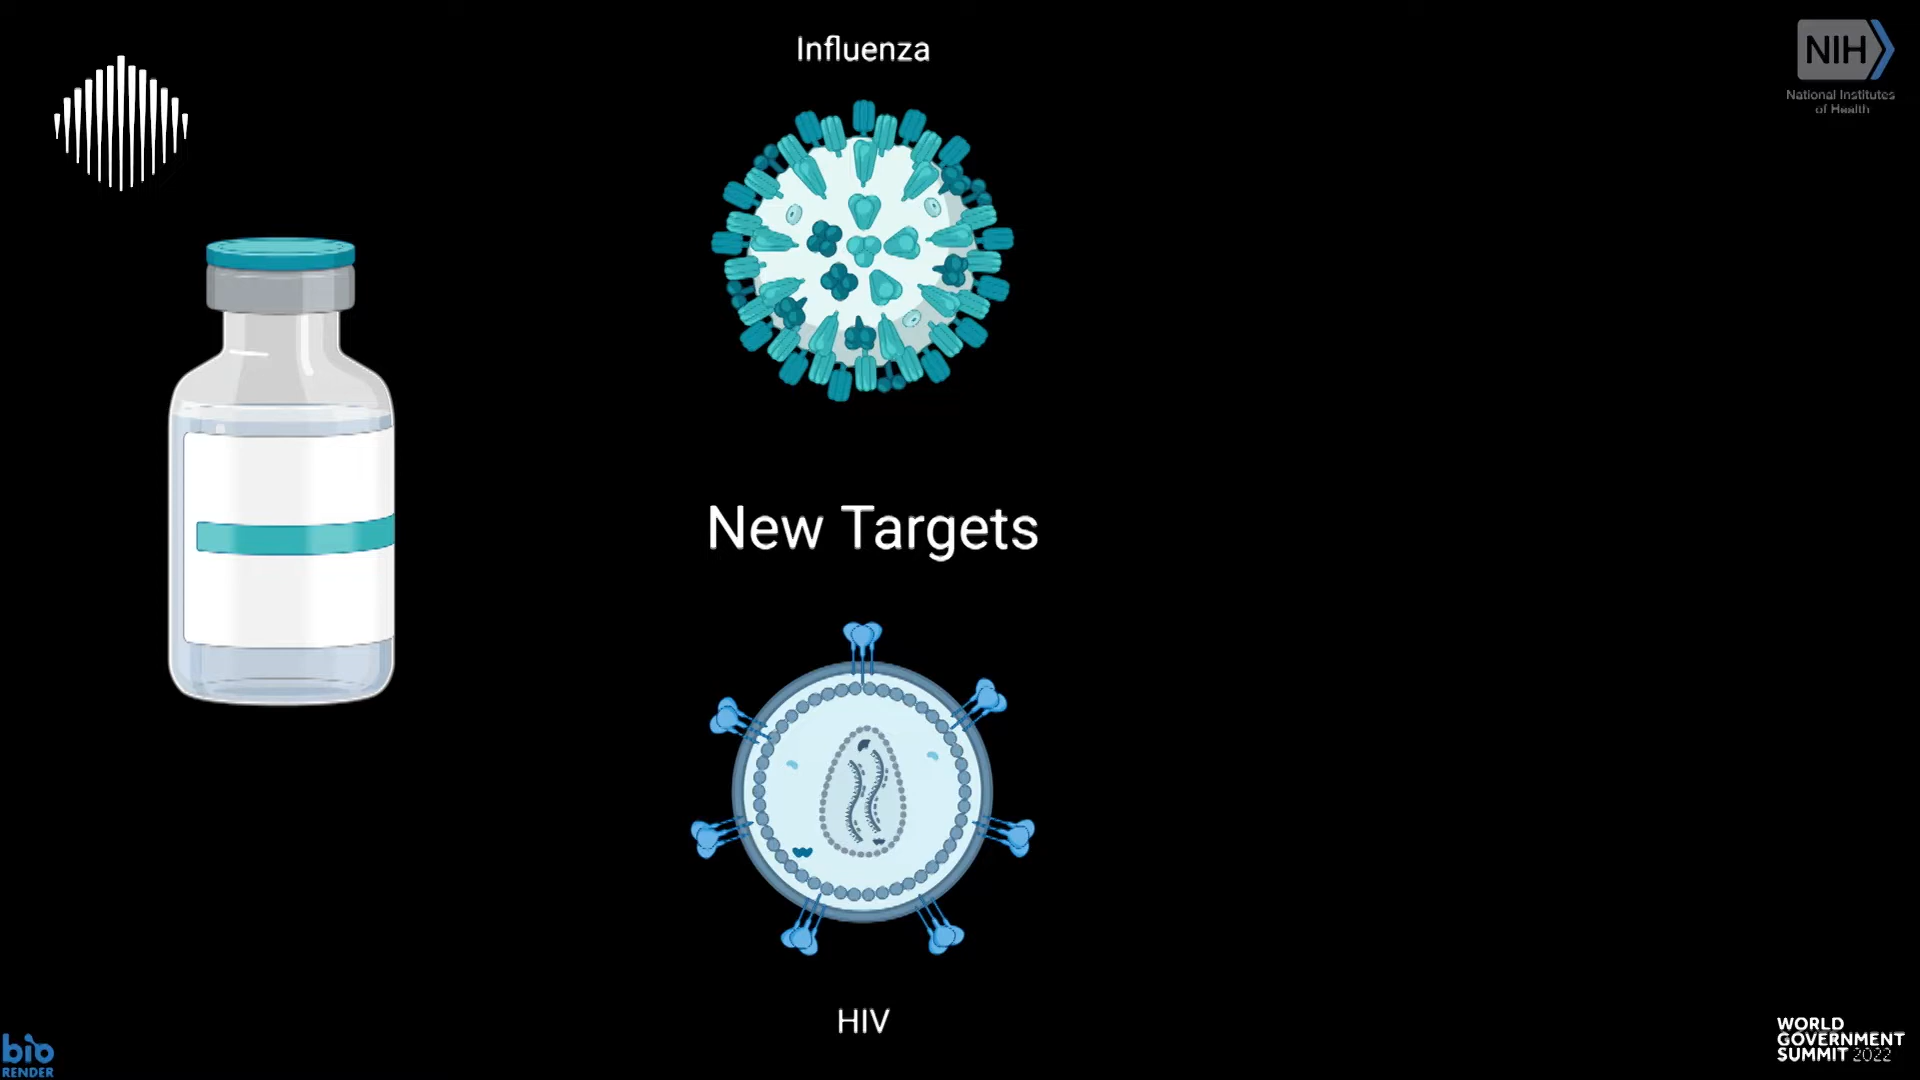 Influenza
NIH
National Institutes
of Health
New Targets
HIV
bio
RENDER
WORLD
GOVERNMENT
SUMMIT 2022